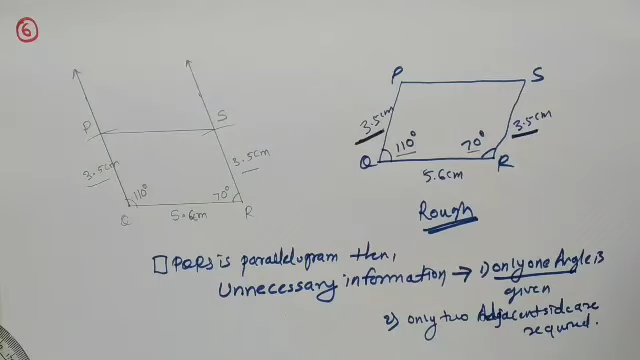 6
P
S
3.5cm
3.5cm
110°
70°
Q
5.6cm
R
P
S
3.5cm
3.5cm
110°
70°
Q
5.6cm
R
Rough
□PQRS is parallelogram then,
Unnecessary information → 1) only one Angle is
given
2) only two Adjacent side are
required.